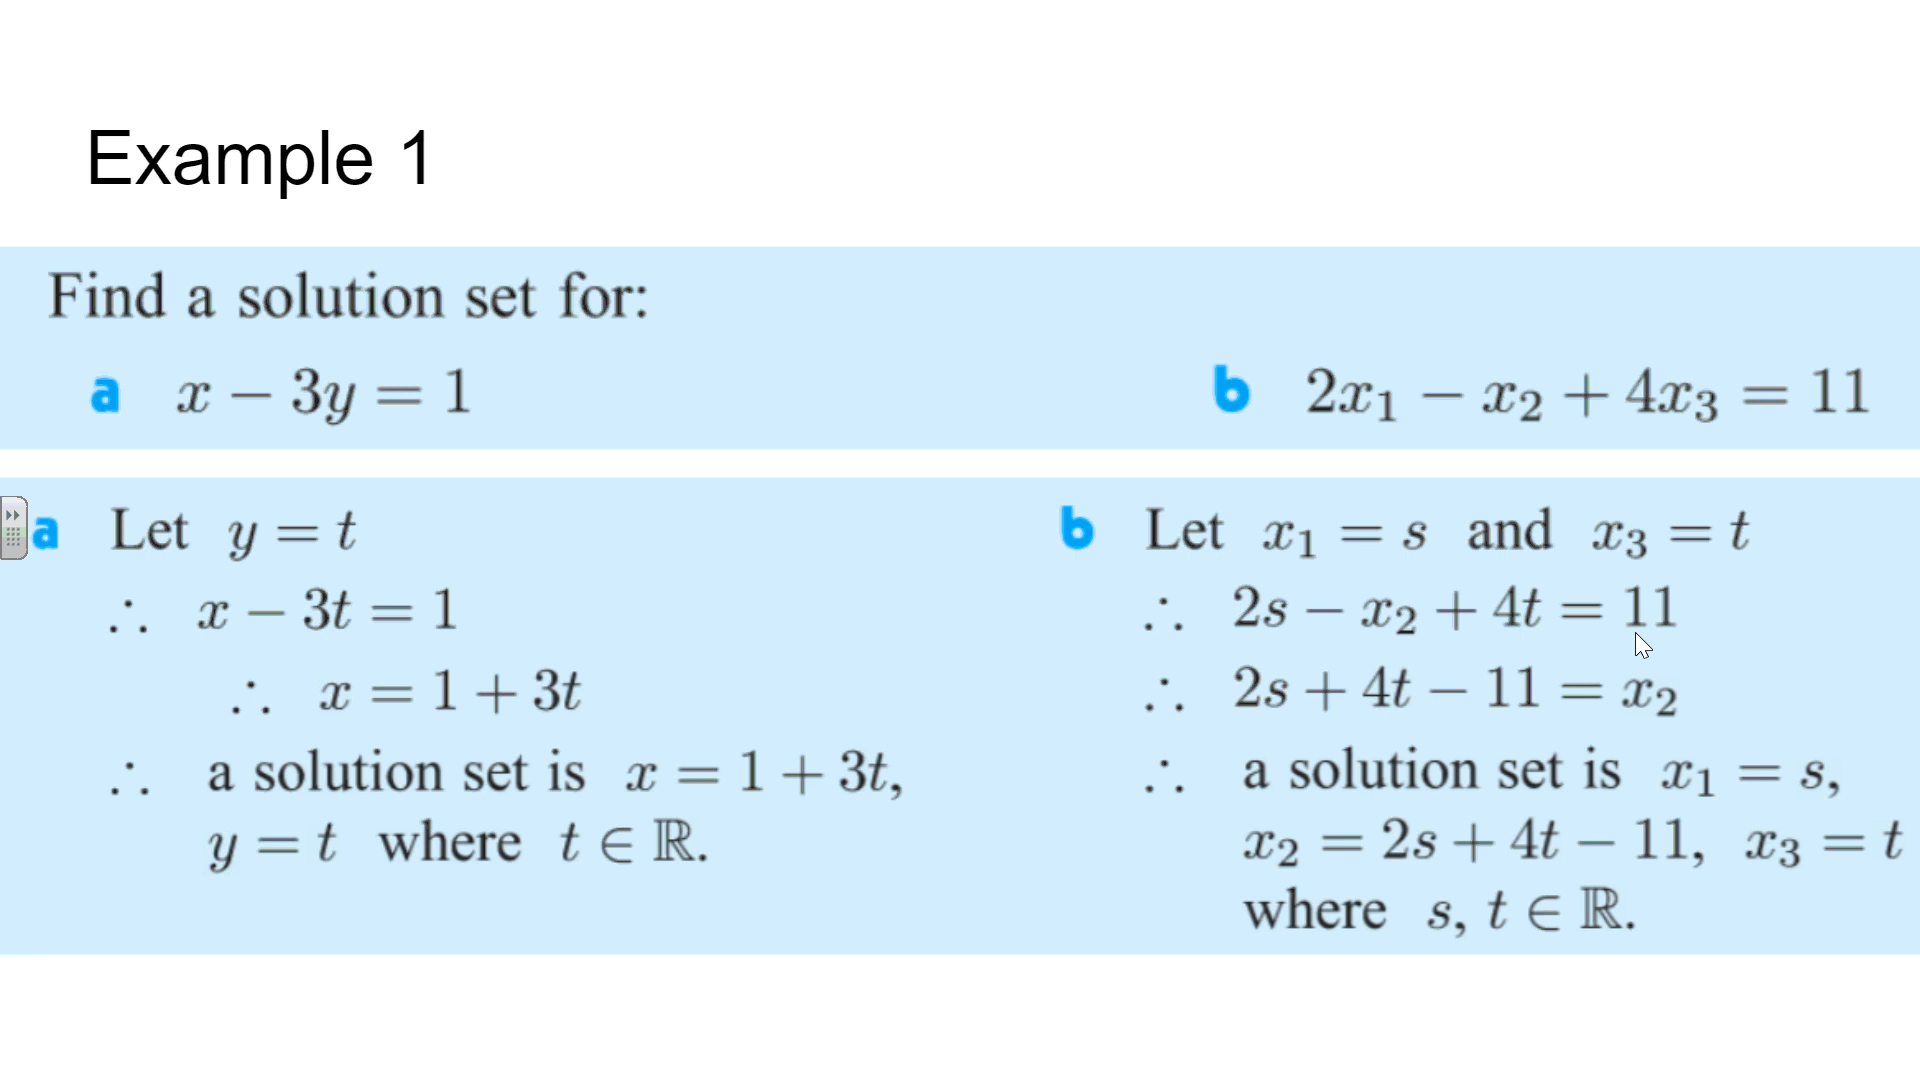 Example 1
Find a solution set for:
a x − 3y = 1
b 2x₁ − x₂ + 4x₃ = 11
a Let y = t
∴ x − 3t = 1
∴ x = 1 + 3t
∴ a solution set is x = 1 + 3t,
y = t where t ∈ ℝ.
b Let x₁ = s and x₃ = t
∴ 2s − x₂ + 4t = 11
∴ 2s + 4t − 11 = x₂
∴ a solution set is x₁ = s,
x₂ = 2s + 4t − 11, x₃ = t
where s, t ∈ ℝ.